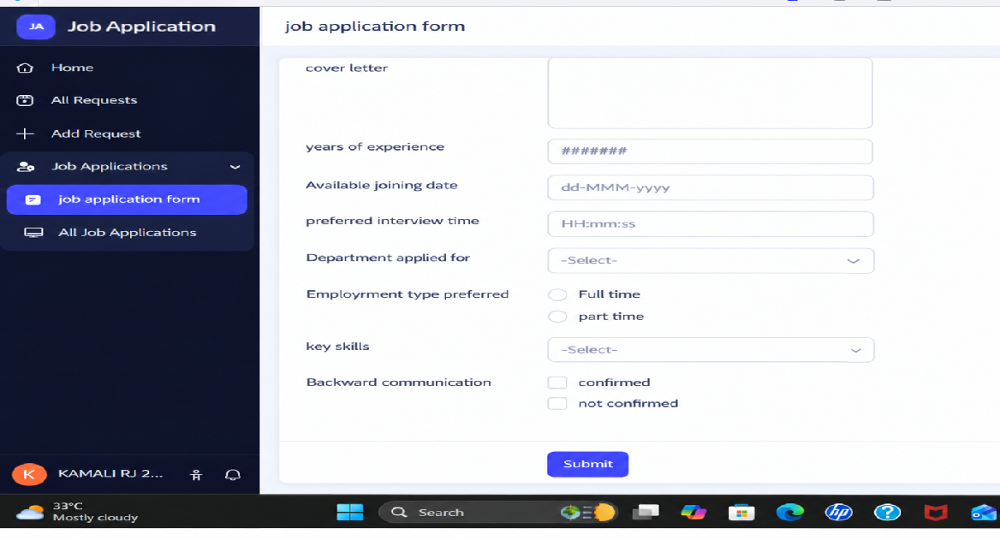 JA Job Application
job application form
Home
All Requests
Add Request
Job Applications
job application form
All Job Applications
cover letter
years of experience
#######
Available joining date
dd-MMM-yyyy
preferred interview time
HH:mm:ss
Department applied for
-Select-
Employrment type preferred
Full time
part time
key skills
-Select-
Backward communication
confirmed
not confirmed
Submit
K KAMALI RJ 2...
33°C
Mostly cloudy
Search
hp
?